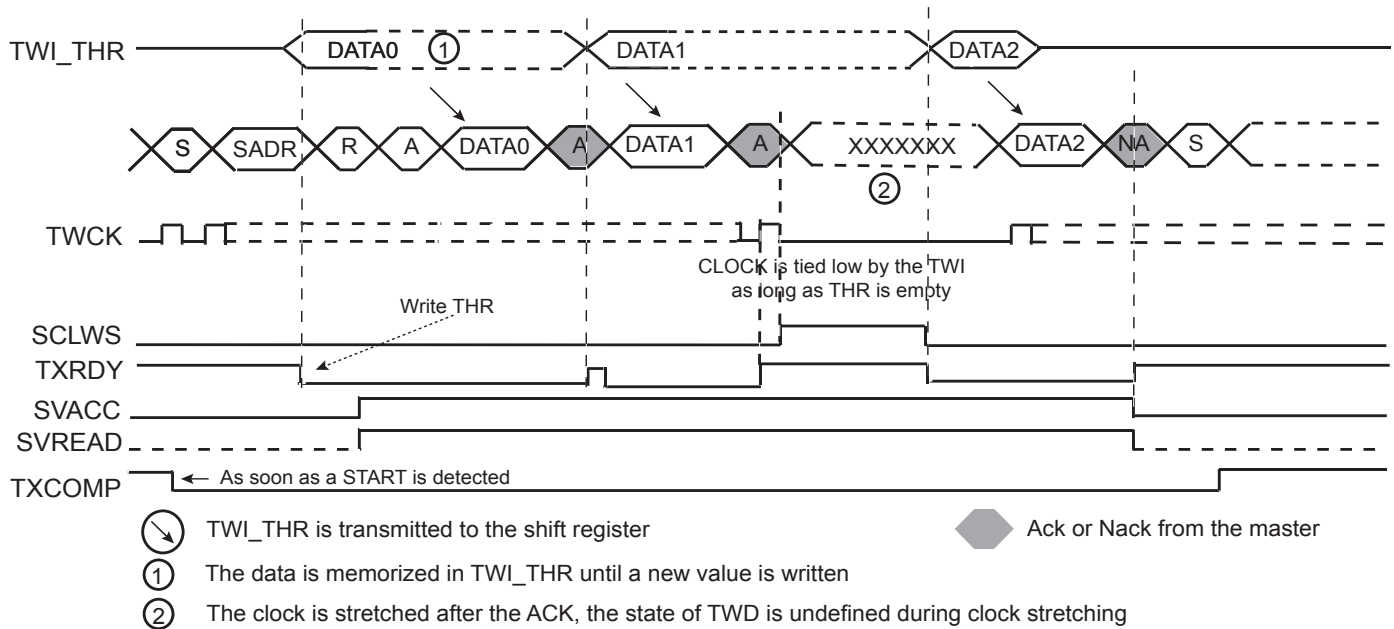 TWI_THR DATA0 1 DATA1 DATA2
S SADR R A DATA0 A DATA1 A XXXXXXX DATA2 NA S
2
TWCK
CLOCK is tied low by the TWI
as long as THR is empty
Write THR
SCLWS
TXRDY
SVACC
SVREAD
TXCOMP As soon as a START is detected
TWI_THR is transmitted to the shift register Ack or Nack from the master
1 The data is memorized in TWI_THR until a new value is written
2 The clock is stretched after the ACK, the state of TWD is undefined during clock stretching